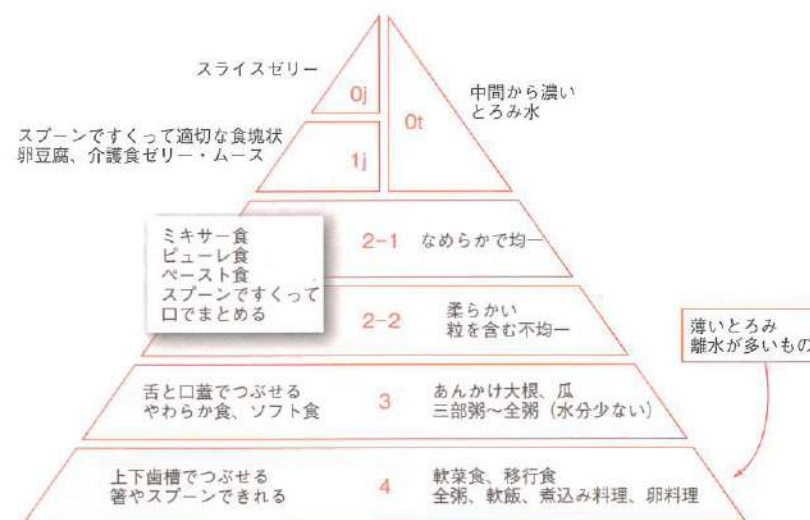 スライスゼリー
0j
0t
中間から濃い
とろみ水
スプーンですくって適切な食塊状
卵豆腐、介護食ゼリー・ムース
1j
ミキサー食
ピューレ食
ペースト食
スプーンですくって
口でまとめる
2-1 なめらかで均一
2-2
柔らかい
粒を含む不均一
薄いとろみ
離水が多いもの
舌と口蓋でつぶせる
やわらか食、ソフト食
3
あんかけ大根、瓜
三部粥〜全粥（水分少ない）
上下歯槽でつぶせる
箸やスプーンできれる
4
軟菜食、移行食
全粥、軟飯、煮込み料理、卵料理